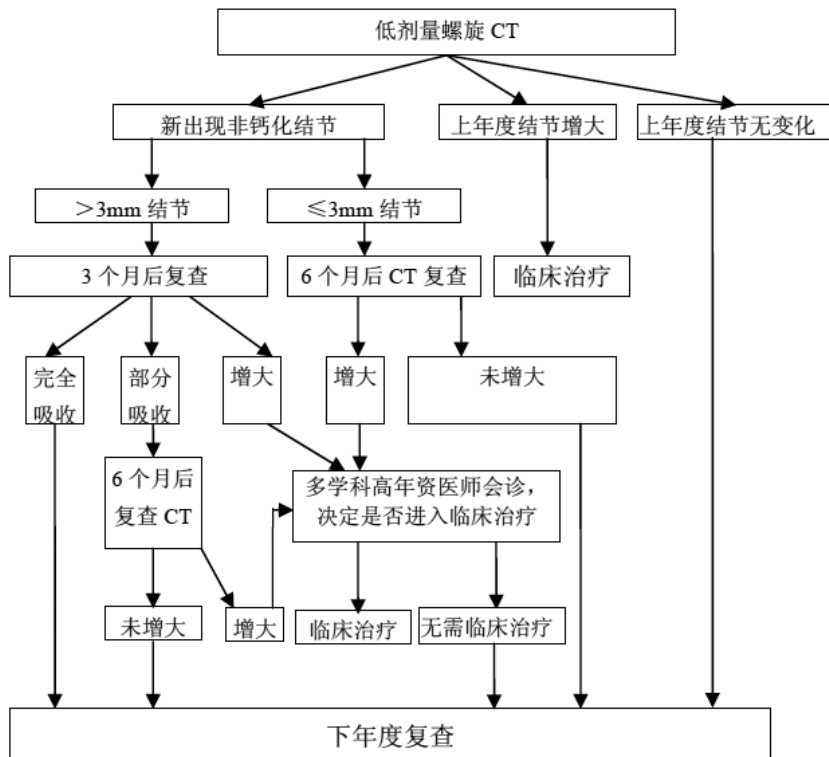 低剂量螺旋 CT
新出现非钙化结节
上年度结节增大
上年度结节无变化
＞3mm 结节
≤3mm 结节
3 个月后复查
6 个月后 CT 复查
临床治疗
完全
吸收
部分
吸收
增大
增大
未增大
6 个月后
复查 CT
多学科高年资医师会诊，
决定是否进入临床治疗
未增大
增大
临床治疗
无需临床治疗
下年度复查